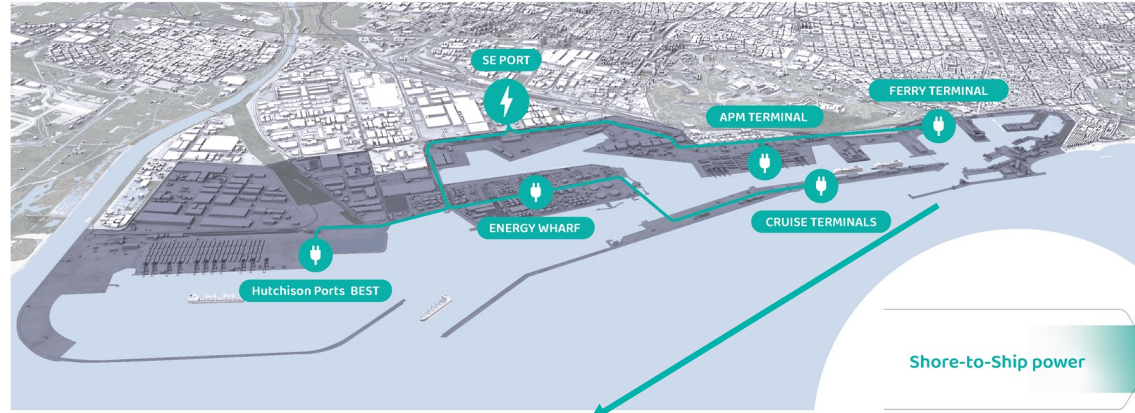 SE PORT
FERRY TERMINAL
APM TERMINAL
CRUISE TERMINALS
ENERGY WHARF
Hutchison Ports BEST
Shore-to-Ship power